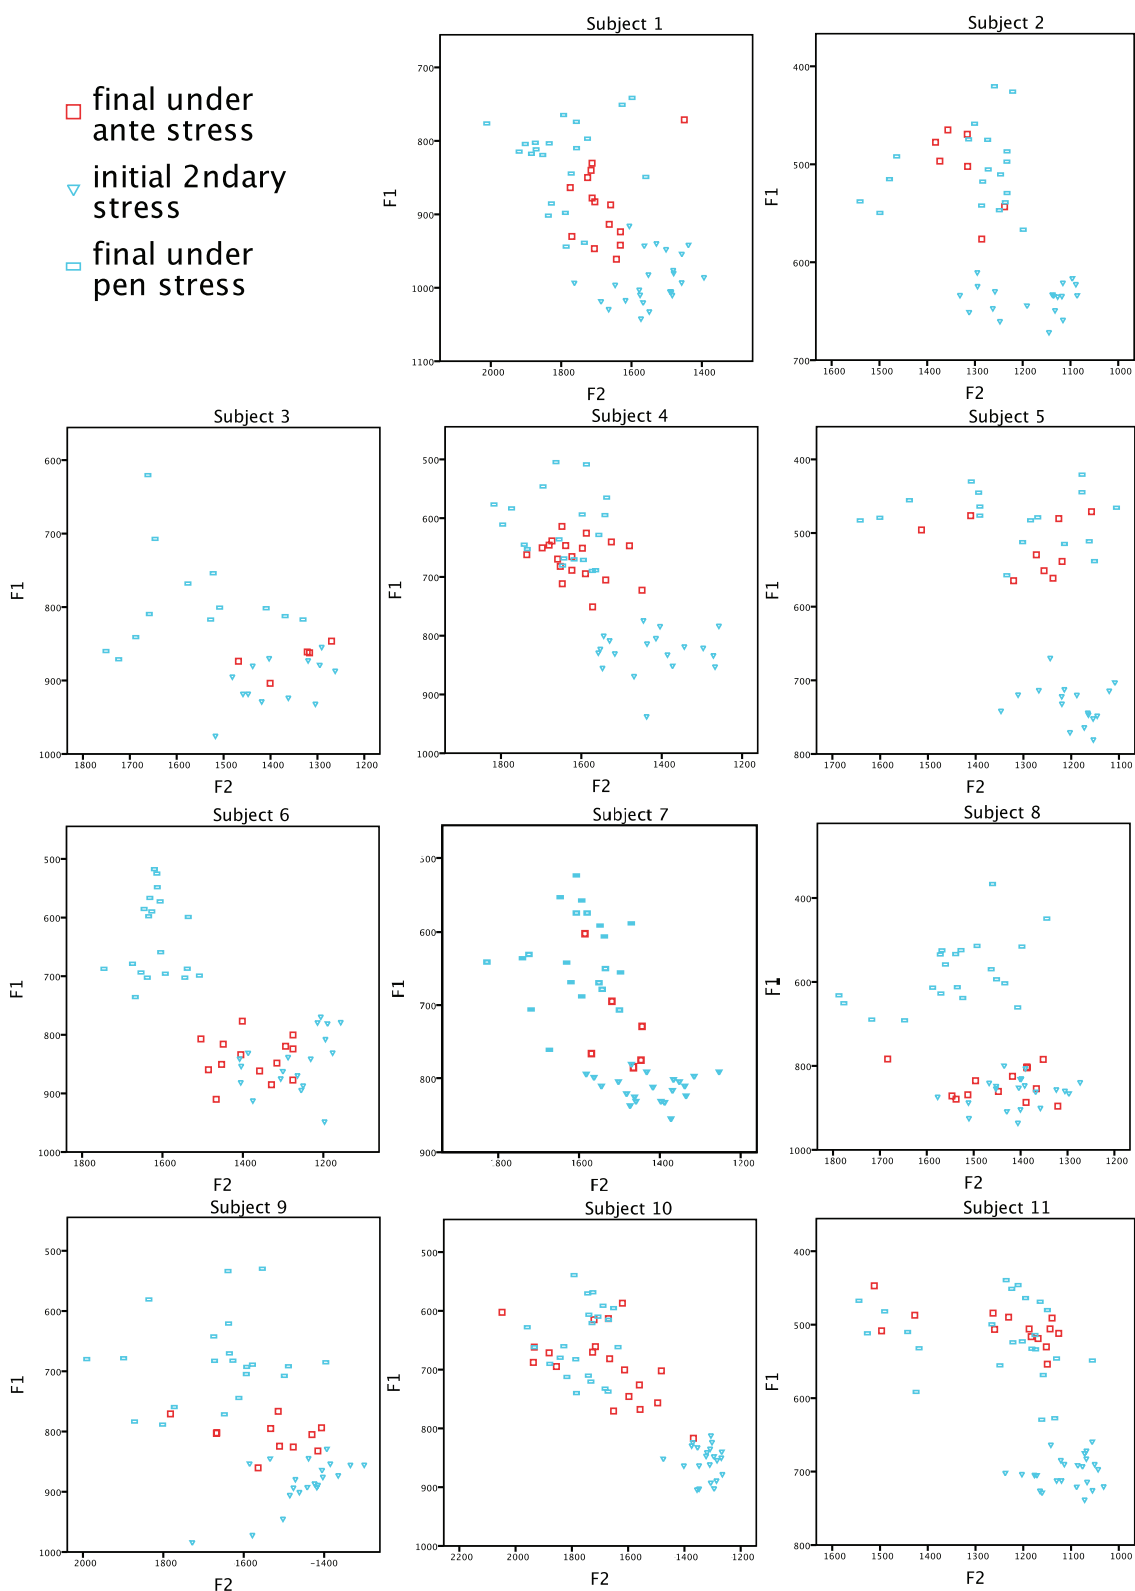 Subject 1
Subject 2
final under
ante stress
initial 2ndary
stress
final under
pen stress
F1
700
800
900
1000
1100
2000 1800 1600 1400
F2
F1
400
500
600
700
1600 1500 1400 1300 1200 1100 1000
F2
Subject 3
Subject 4
Subject 5
F1
600
700
800
900
1000
1800 1700 1600 1500 1400 1300 1200
F2
F1
500
600
700
800
900
1000
1800 1600 1400 1200
F2
F1
400
500
600
700
800
1700 1600 1500 1400 1300 1200 1100
F2
Subject 6
Subject 7
Subject 8
F1
500
600
700
800
900
1000
1800 1600 1400 1200
F2
F1
500
600
700
800
900
1800 1600 1400 1200
F2
F1
400
600
800
1000
1800 1700 1600 1500 1400 1300 1200
F2
Subject 9
Subject 10
Subject 11
F1
500
600
700
800
900
1000
2000 1800 1600 1400
F2
F1
500
600
700
800
900
1000
2200 2000 1800 1600 1400 1200
F2
F1
400
500
600
700
800
1600 1500 1400 1300 1200 1100 1000
F2